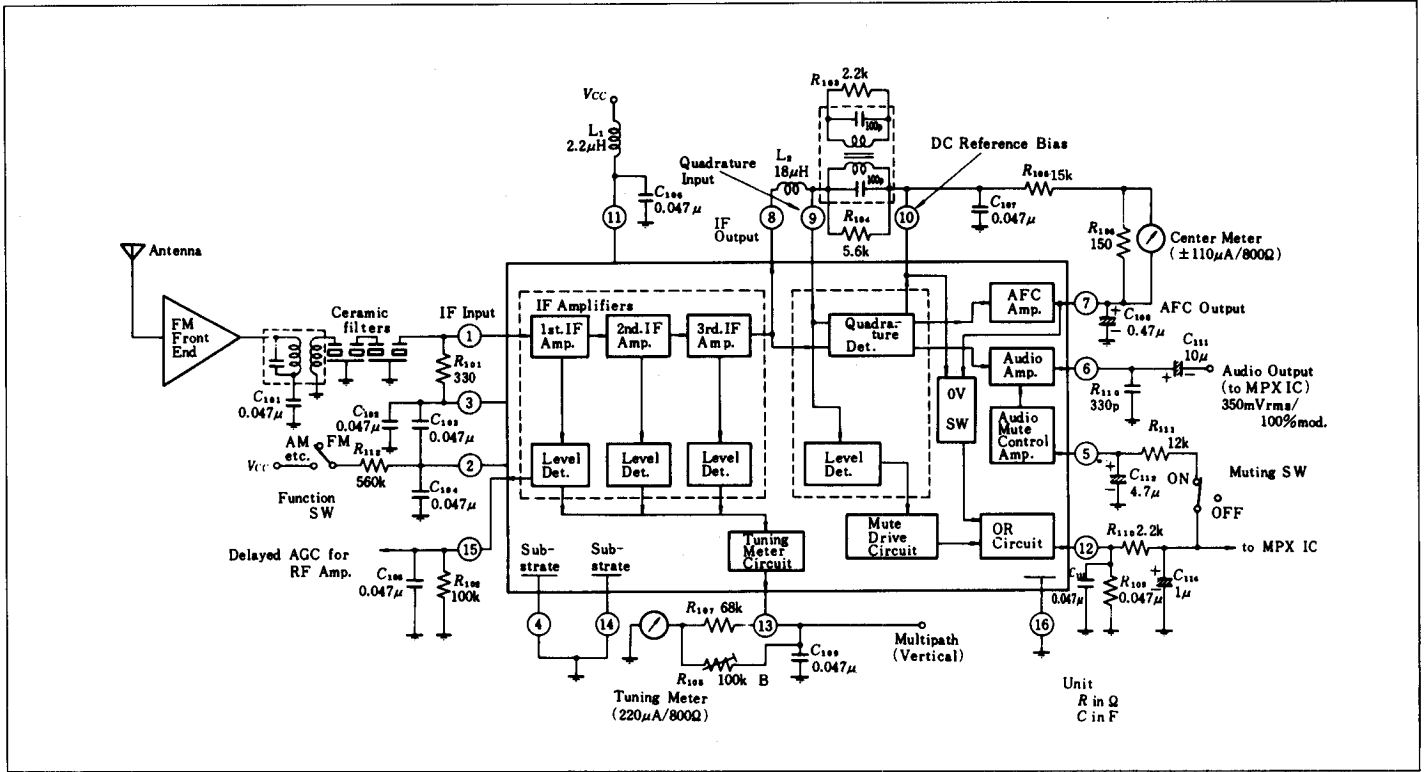 R103 2.2k
100p
VCC
L1
2.2μH
Quadrature
Input
L2
18μH
100p
DC Reference Bias
R105 15k
C106
0.047μ
11
8
9
10
C107
0.047μ
IF
Output
R104
5.6k
R106
150
Center Meter
(±110μA/800Ω)
Antenna
FM
Front
End
Ceramic
filters
IF Input
1
IF Amplifiers
1st.IF
Amp.
2nd.IF
Amp.
3rd.IF
Amp.
Quadra-
ture
Det.
AFC
Amp.
7
AFC Output
C108
0.47μ
R101
330
Audio
Amp.
6
C111
10μ
Audio Output
(to MPX IC)
350mVrms/
100%mod.
R110
330p
C101
0.047μ
C102
0.047μ
3
C103
0.047μ
0V
SW
Audio
Mute
Control
Amp.
5
R111
12k
C112
4.7μ
ON
OFF
Muting SW
AM
etc.
FM
VCC
R112
560k
2
Function
SW
C104
0.047μ
Level
Det.
Level
Det.
Level
Det.
Level
Det.
Mute
Drive
Circuit
OR
Circuit
12
R110 2.2k
to MPX IC
Delayed AGC for
RF Amp.
15
C105
0.047μ
R102
100k
Sub-
strate
Sub-
strate
Tuning
Meter
Circuit
0.047μ
R109
0.047μ
C114
1μ
4
14
R107 68k
13
16
Multipath
(Vertical)
R108
100k B
C109
0.047μ
Tuning Meter
(220μA/800Ω)
Unit
R in Ω
C in F